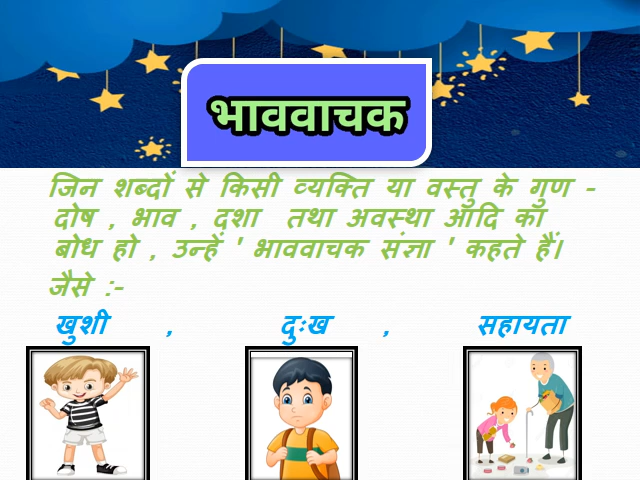 भाववाचक
जिन शब्दों से किसी व्यक्ति या वस्तु के गुण -
दोष , भाव , दशा तथा अवस्था आदि का
बोध हो , उन्हें ' भाववाचक संज्ञा ' कहते हैं।
जैसे :-
खुशी , दुःख , सहायता